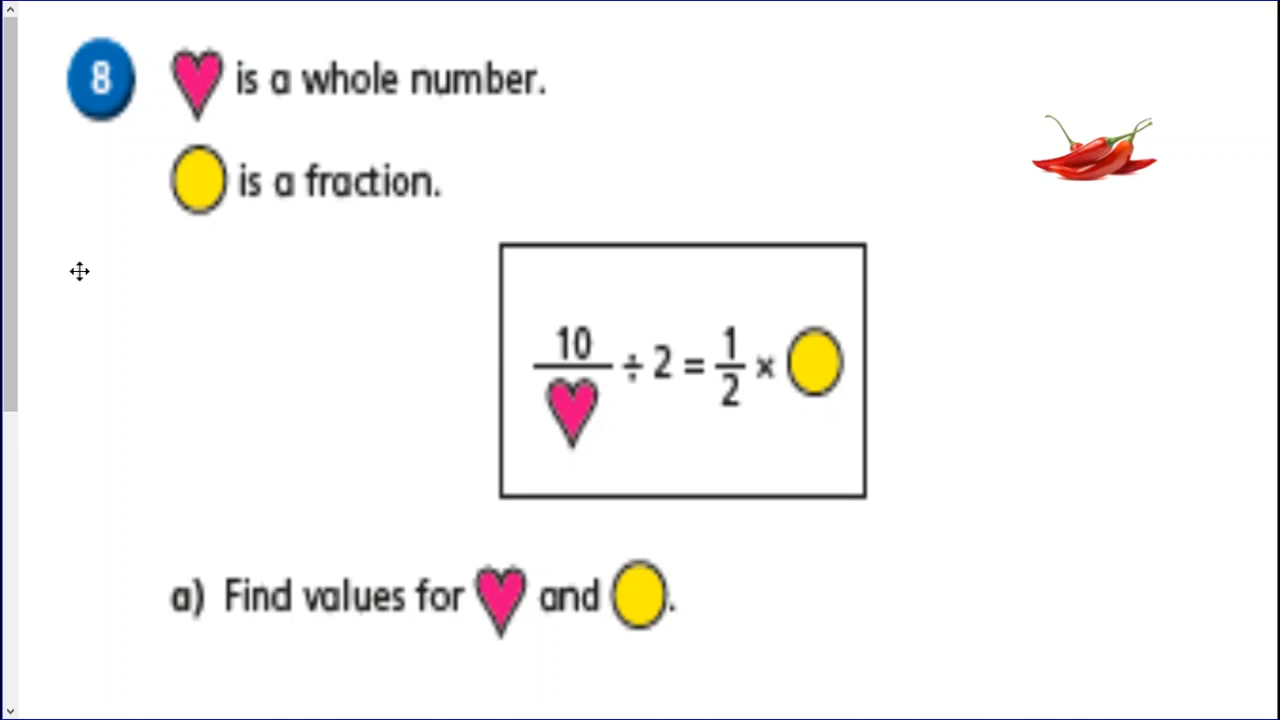 8 is a whole number.
is a fraction.
10/ ÷ 2 = 1/2 ×
a) Find values for and .